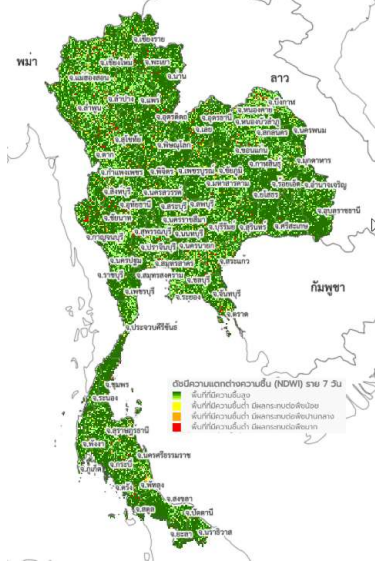 จ.เชียงราย
พม่า
จ.เชียงใหม่ จ.พะเยา
จ.แม่ฮ่องสอน จ.น่าน
ลาว
จ.ลำปาง จ.แพร่
จ.ลำพูน
จ.บึงกาฬ
จ.หนองคาย
จ.อุตรดิตถ์ จ.อุดรธานี
จ.หนองบัวลำภู
จ.เลย จ.สกลนคร จ.นครพนม
จ.สุโขทัย
จ.พิษณุโลก จ.ขอนแก่น
จ.ตาก จ.กาฬสินธุ์ จ.มุกดาหาร
จ.กำแพงเพชร จ.พิจิตร จ.เพชรบูรณ์ จ.ชัยภูมิ
จ.มหาสารคาม จ.ร้อยเอ็ด จ.อำนาจเจริญ
จ.สิงห์บุรี จ.นครสวรรค์ จ.ยโสธร
จ.อุทัยธานี จ.สระบุรี จ.ลพบุรี
จ.อุบลราชธานี
จ.ชัยนาท จ.นครราชสีมา
จ.สุพรรณบุรี จ.นนทบุรี จ.บุรีรัมย์ จ.สุรินทร์ จ.ศรีสะเกษ
จ.กาญจนบุรี
จ.ปราจีนบุรี จ.นครนายก
จ.นครปฐม จ.สมุทรสาคร จ.สระแก้ว
จ.ราชบุรี จ.สมุทรสงคราม จ.ชลบุรี
กัมพูชา
จ.เพชรบุรี จ.จันทบุรี
จ.ระยอง
จ.ตราด
จ.ประจวบคีรีขันธ์
ดัชนีความแตกต่างความชื้น (NDWI) ราย 7 วัน
พื้นที่ที่มีความชื้นสูง
พื้นที่ที่มีความชื้นต่ำ มีผลกระทบต่อพืชน้อย
พื้นที่ที่มีความชื้นต่ำ มีผลกระทบต่อพืชปานกลาง
พื้นที่ที่มีความชื้นต่ำ มีผลกระทบต่อพืชมาก
จ.ชุมพร
จ.ระนอง
จ.สุราษฎร์ธานี
จ.พังงา
จ.นครศรีธรรมราช
จ.กระบี่
จ.ภูเก็ต
จ.พัทลุง
จ.ตรัง
จ.สงขลา
จ.สตูล จ.ปัตตานี
จ.ยะลา จ.นราธิวาส